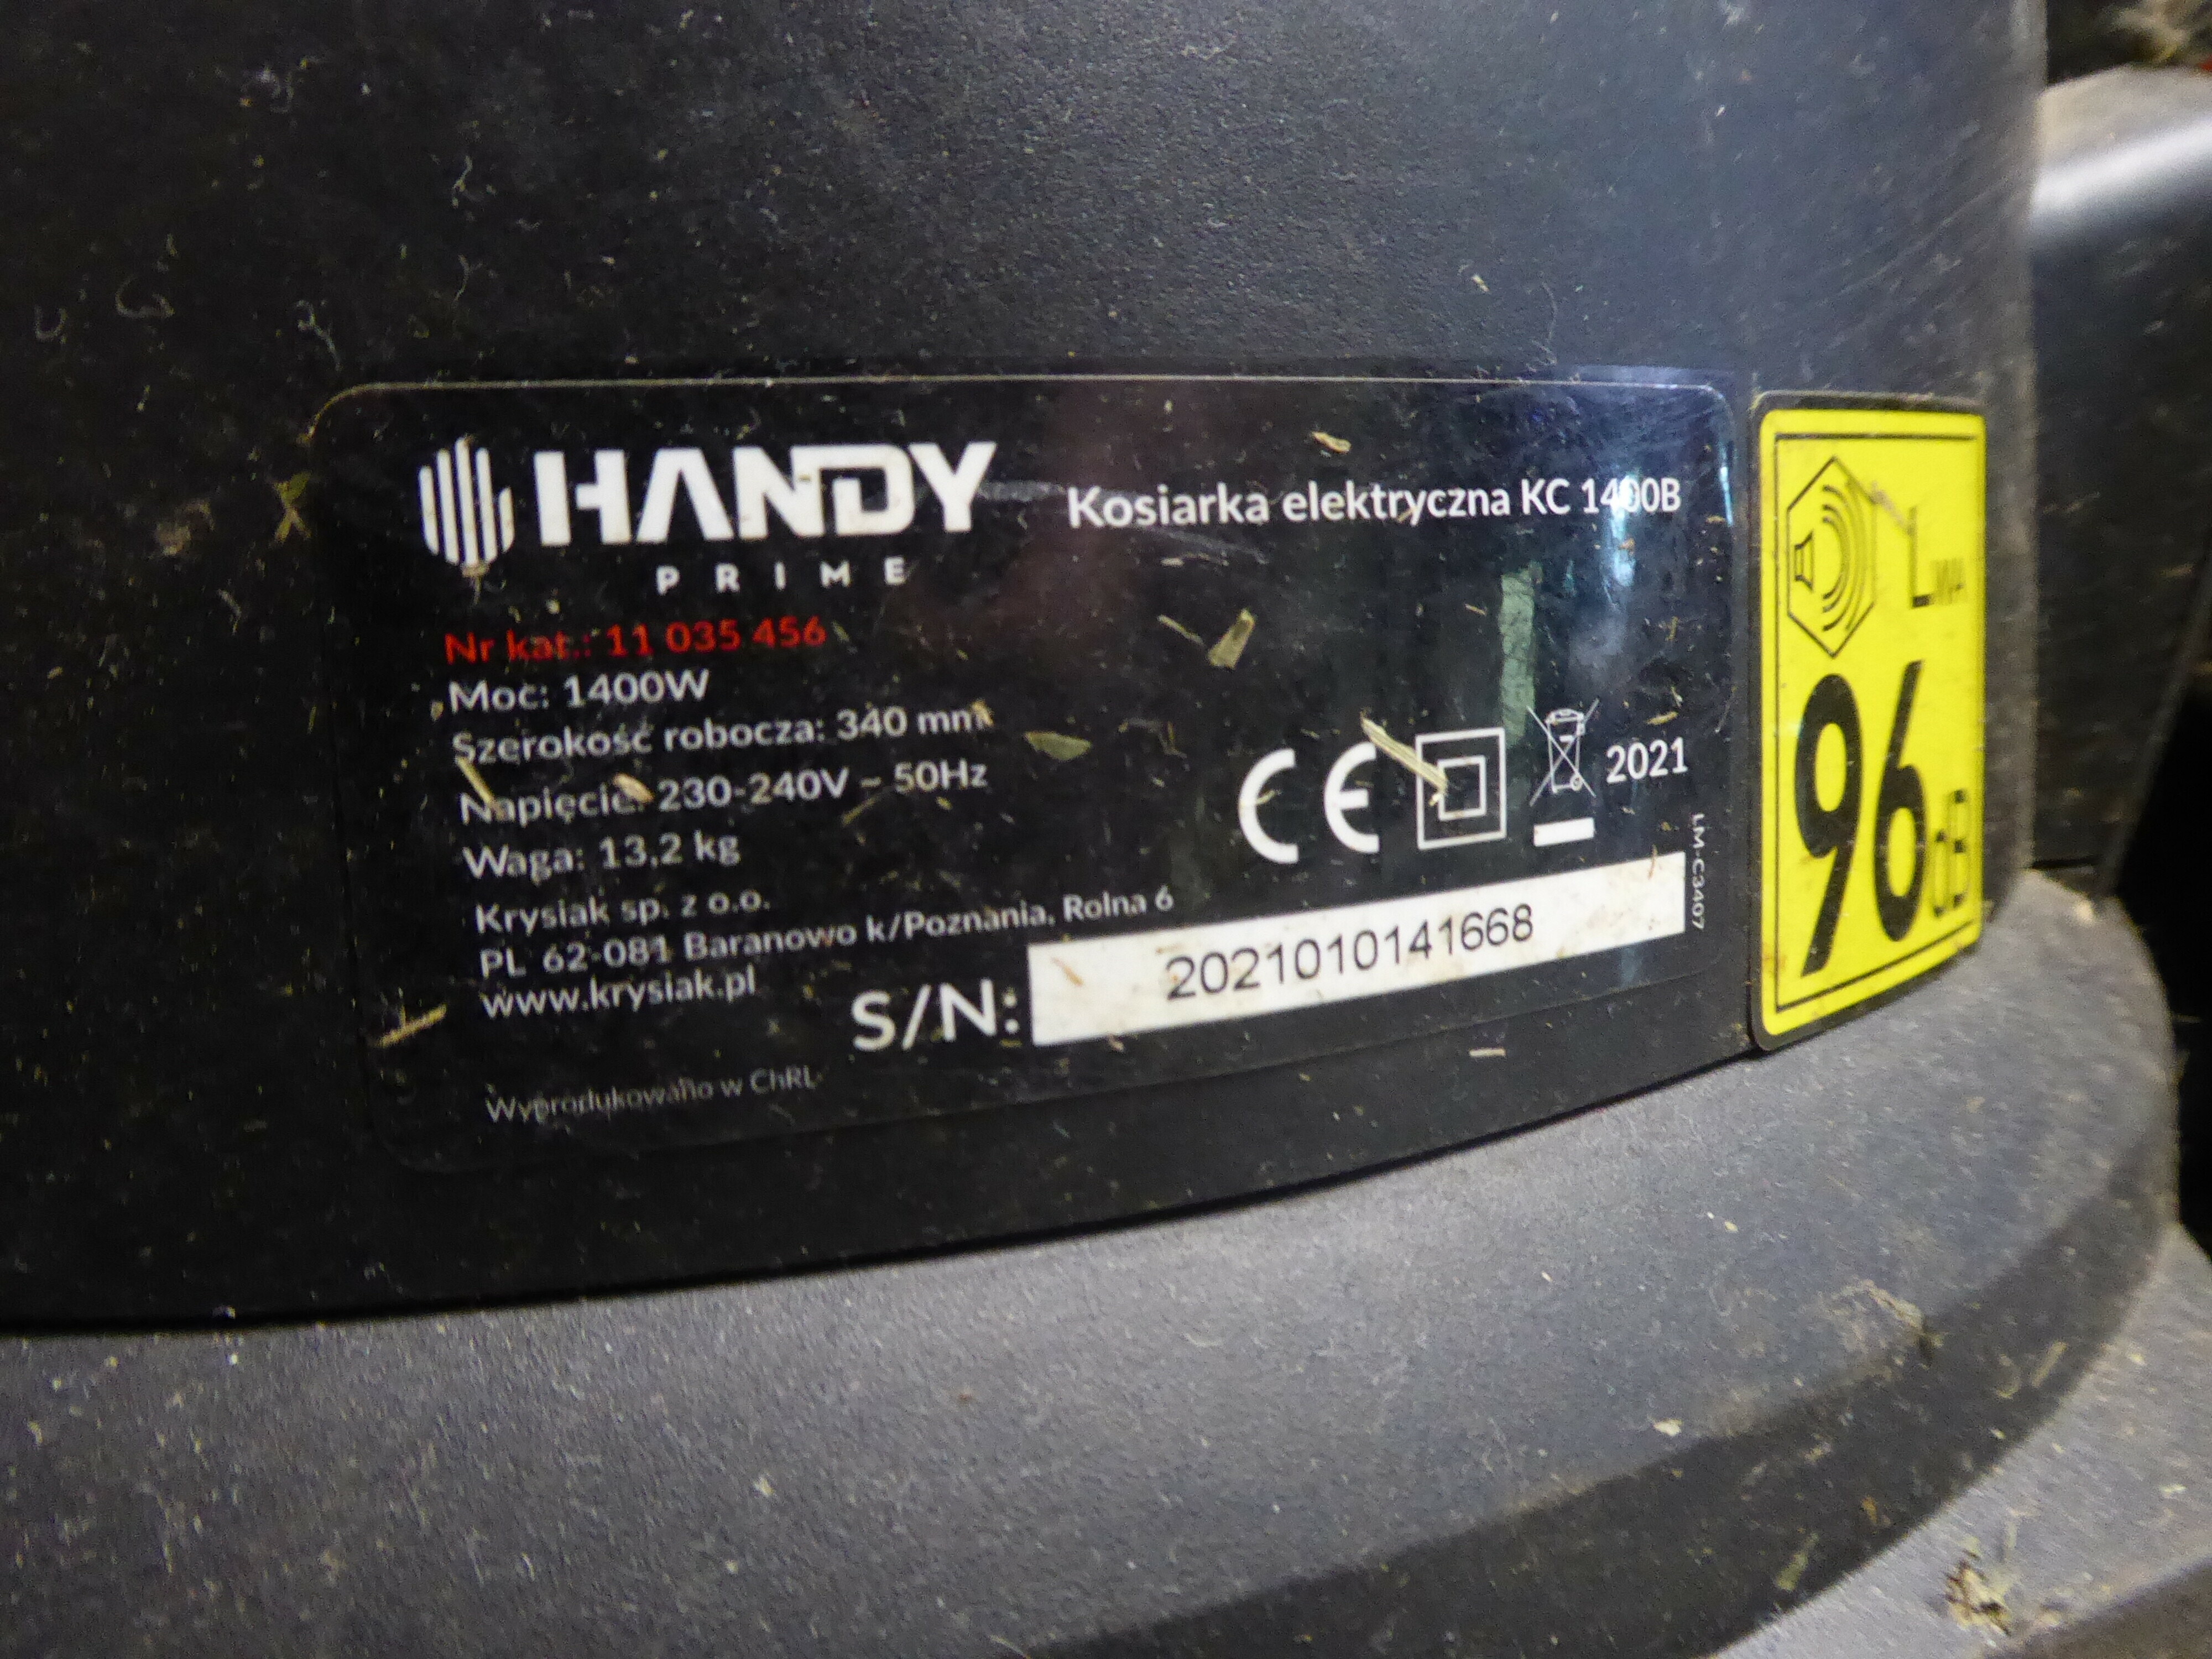 HANDY
PRIME
Kosiarka elektryczna KC 1400B
Nr kat.: 11 035 456
Moc: 1400W
Szerokość robocza: 340 mm
Napięcie: 230-240V ~ 50Hz
Waga: 13,2 kg
Krysiak sp. z o.o.
PL 62-081 Baranowo k/Poznania, Rolna 6
www.krysiak.pl
CE
2021
LM-C3407
S/N: 2021010141668
Wyprodukowano w ChRL
LWA
96dB